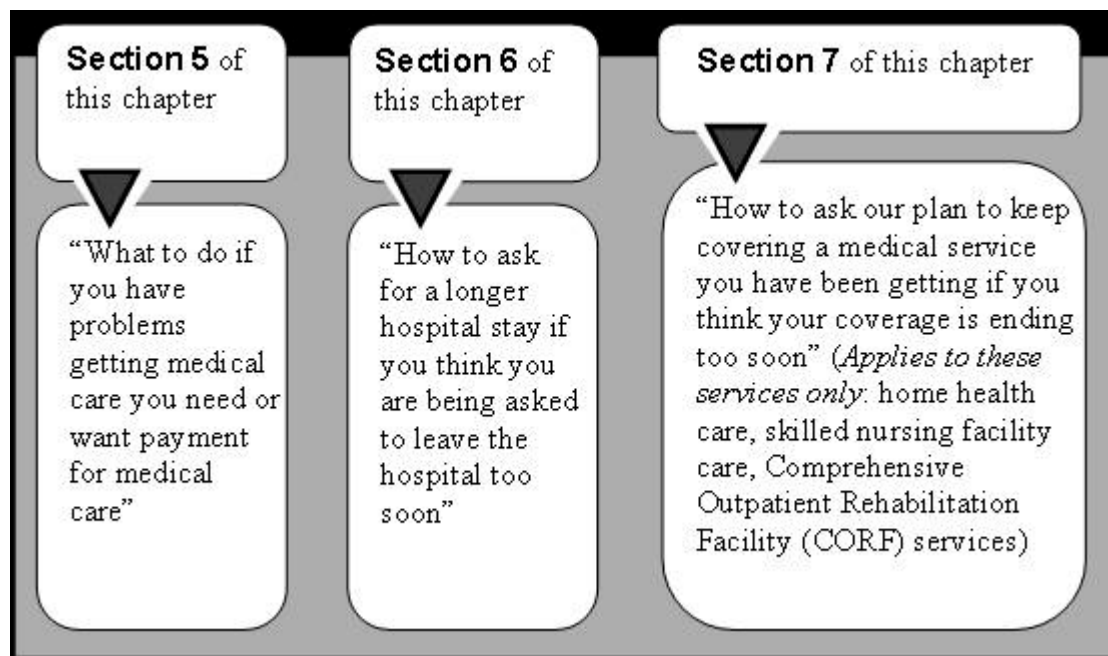 Section 5 of
this chapter
“What to do if
you have
problems
getting medical
care you need or
want payment
for medical
care”
Section 6 of
this chapter
“How to ask
for a longer
hospital stay if
you think you
are being asked
to leave the
hospital too
soon”
Section 7 of this chapter
“How to ask our plan to keep
covering a medical service
you have been getting if you
think your coverage is ending
too soon” (Applies to these
services only: home health
care, skilled nursing facility
care, Comprehensive
Outpatient Rehabilitation
Facility (CORF) services)